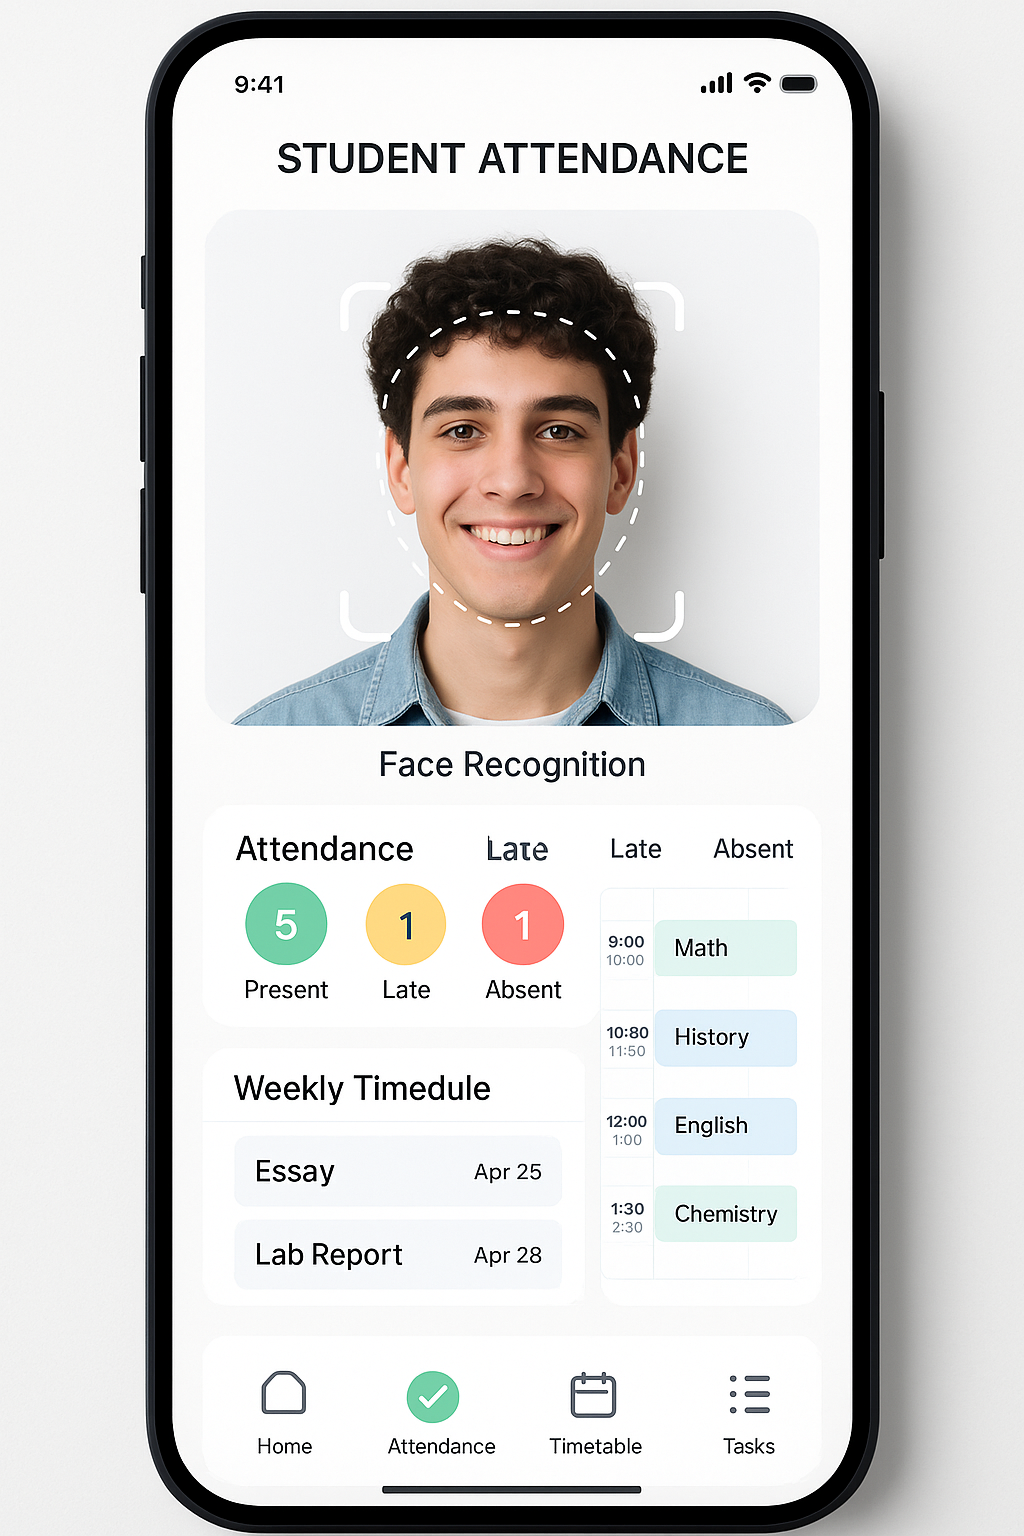 9:41
STUDENT ATTENDANCE
Face Recognition
Attendance Late Late Absent
5 1 1
Present Late Absent
9:00 Math
10:00
10:80 History
11:50
12:00 English
1:00
1:30 Chemistry
2:30
Weekly Timedule
Essay Apr 25
Lab Report Apr 28
Home Attendance Timetable Tasks